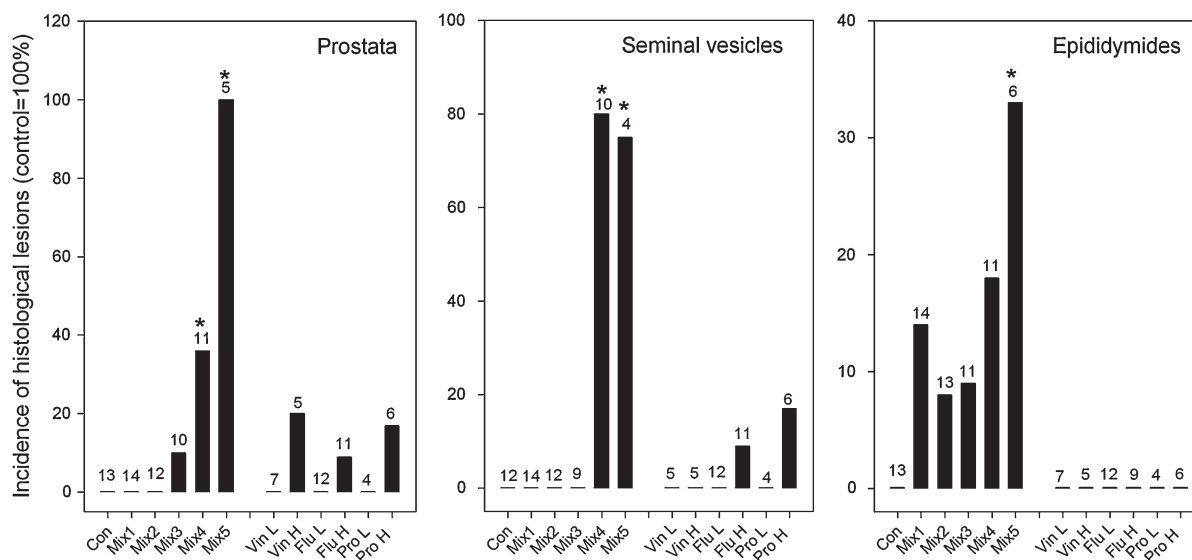 Incidence of histological lesions (control=100%)
120
100
80
60
40
20
0
Prostata
13
14
12
10
*
11
*
5
7
5
12
11
4
6
Con
Mix1
Mix2
Mix3
Mix4
Mix5
Vin L
Vin H
Flu L
Flu H
Pro L
Pro H
100
80
60
40
20
0
Seminal vesicles
12
14
12
9
*
10
*
4
5
5
12
11
4
6
Con
Mix1
Mix2
Mix3
Mix4
Mix5
Vin L
Vin H
Flu L
Flu H
Pro L
Pro H
40
30
20
10
0
Epididymides
13
14
13
11
11
*
6
7
5
12
9
4
6
Con
Mix1
Mix2
Mix3
Mix4
Mix5
Vin L
Vin H
Flu L
Flu H
Pro L
Pro H